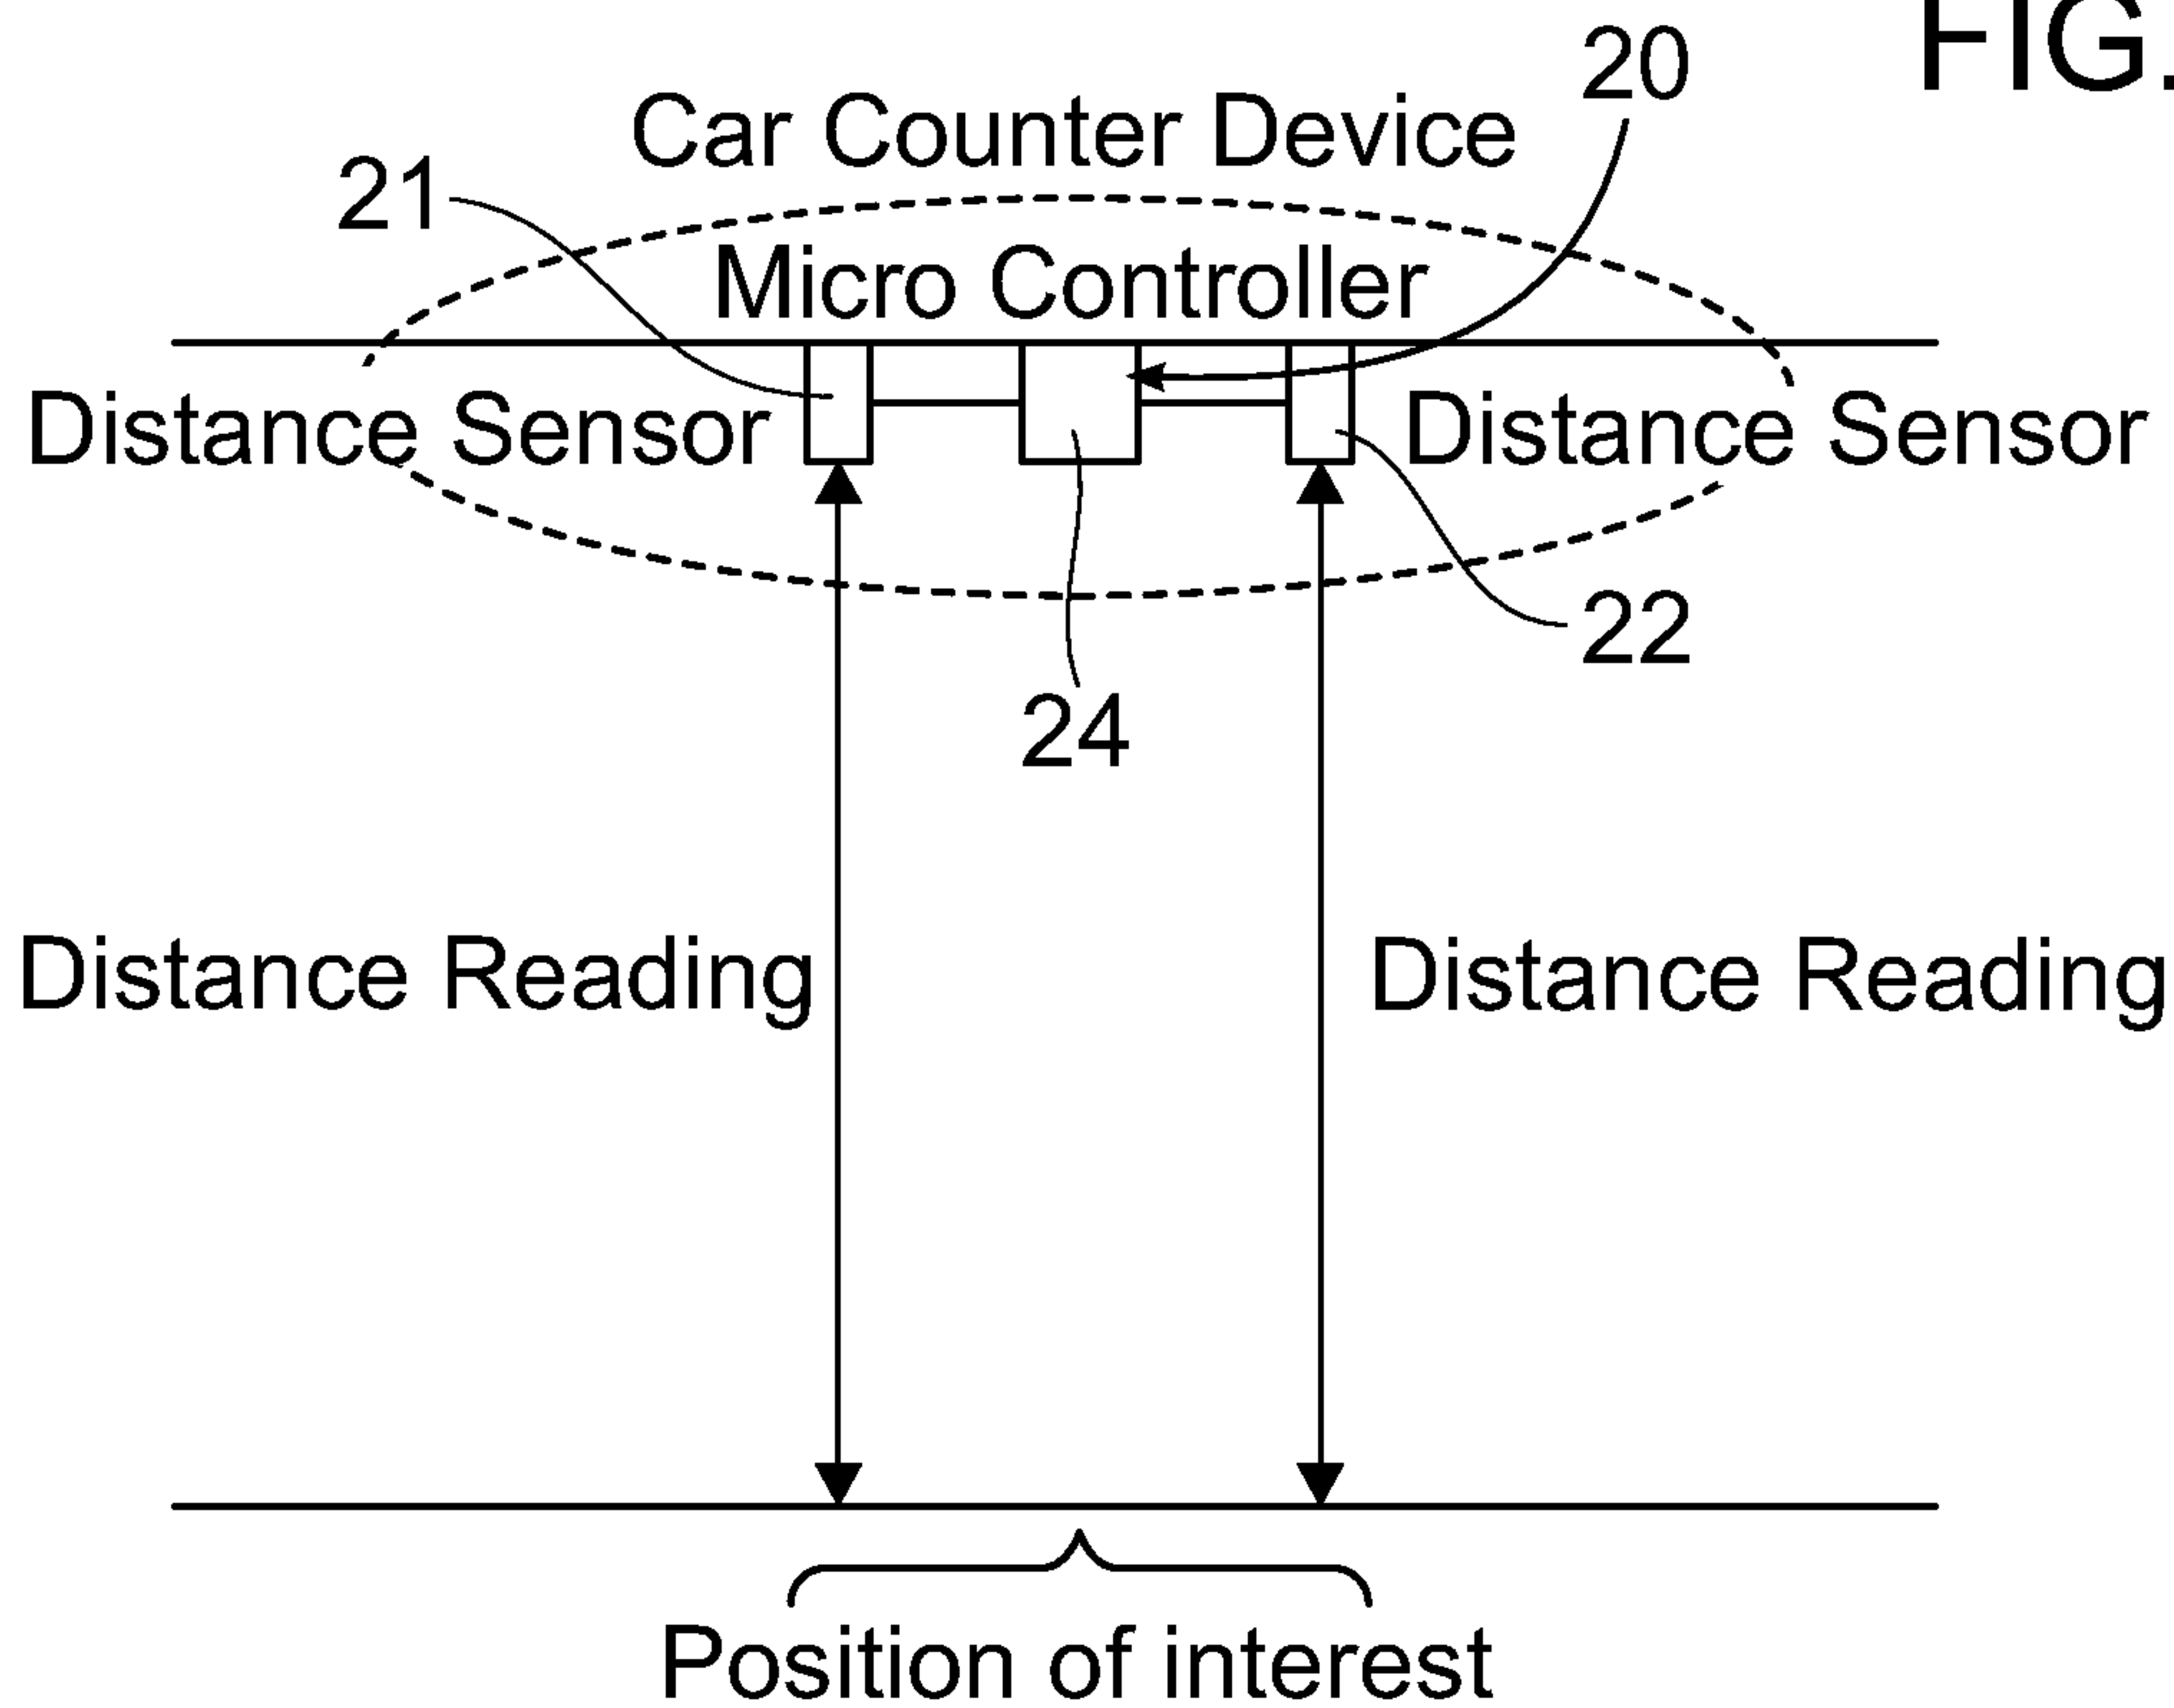 FIG.
20
Car Counter Device
21
Micro Controller
Distance Sensor
Distance Sensor
22
24
Distance Reading
Distance Reading
Position of interest